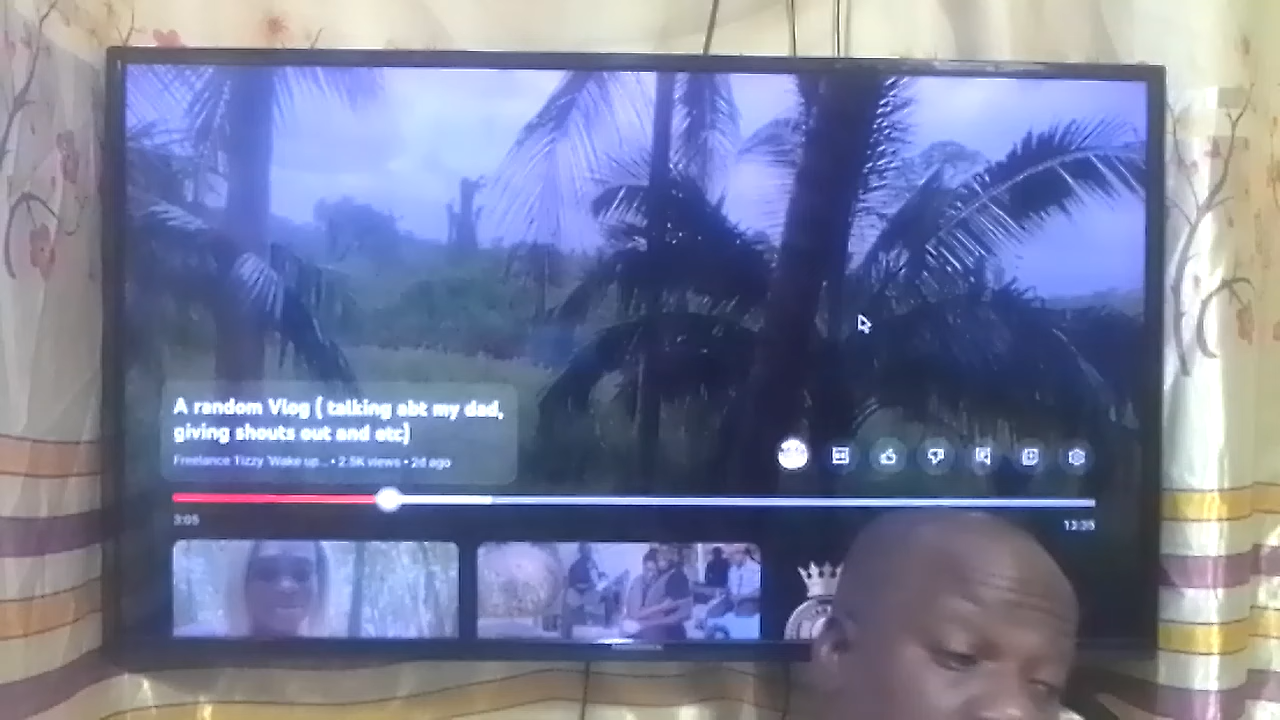 A random Vlog ( talking abt my dad,
giving shouts out and etc)
Freelance Tizzy 'Wake up... • 2.5K views • 2d ago
3:05
13:35